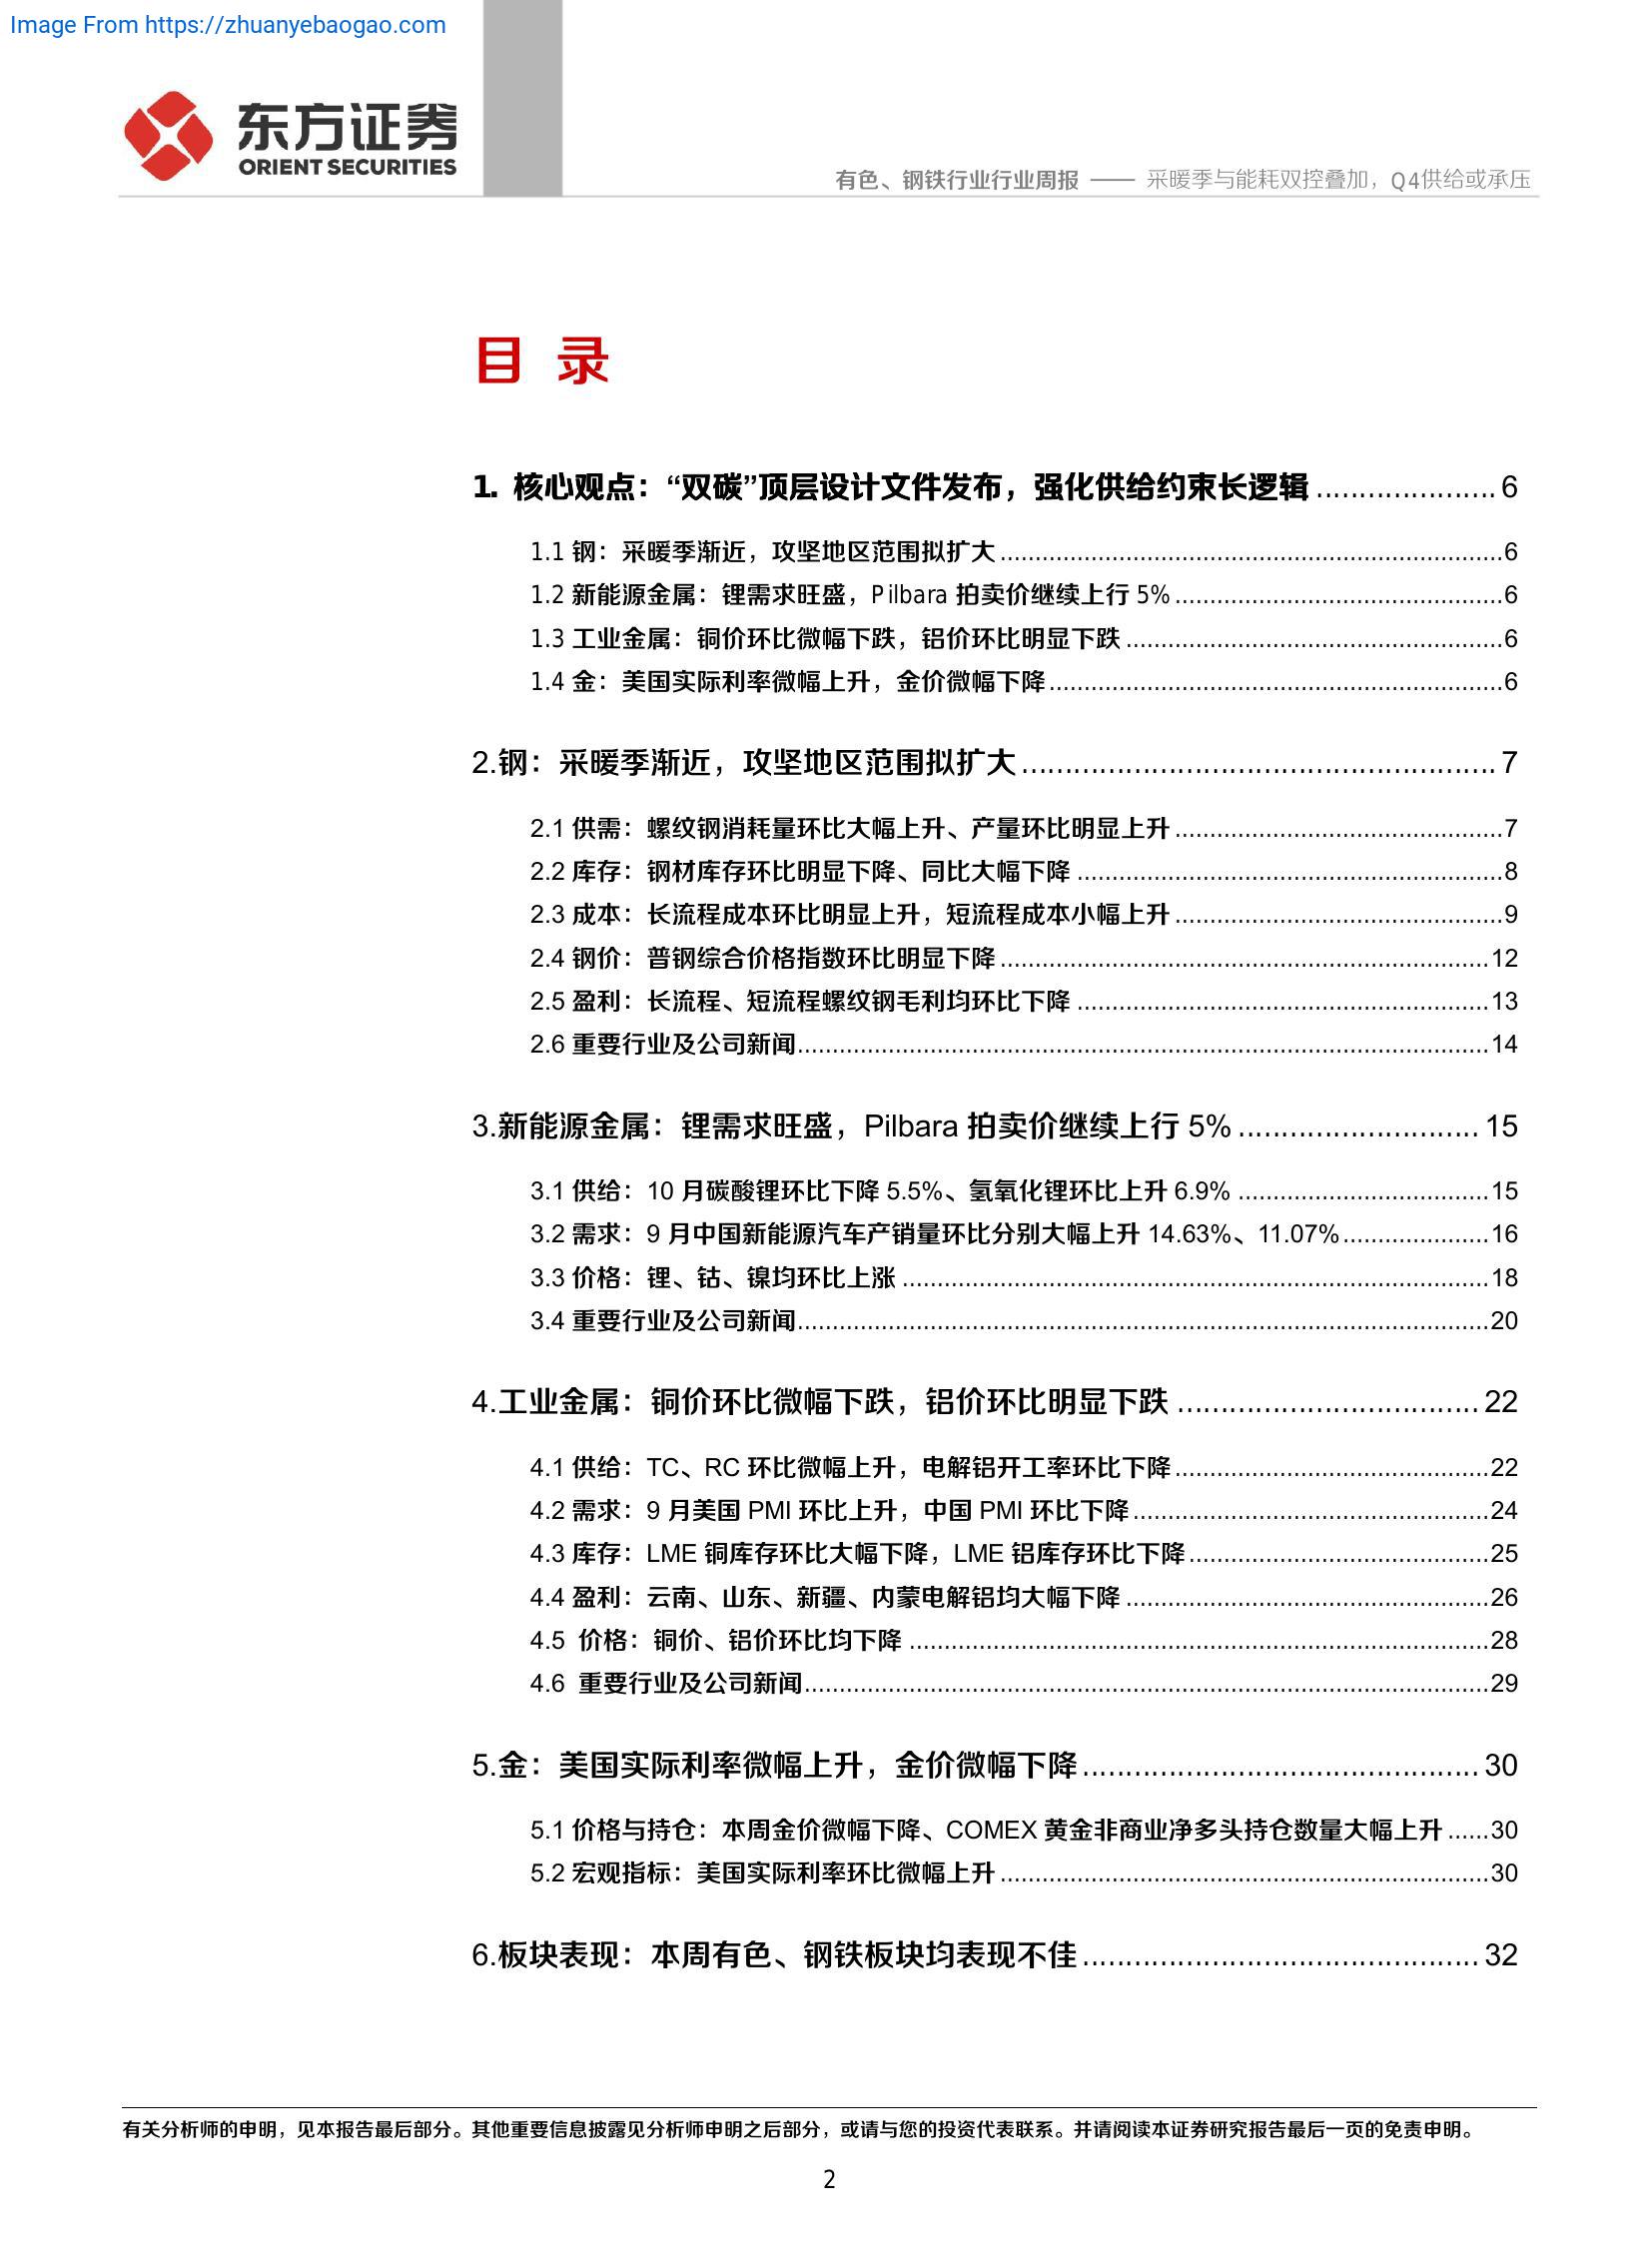 Image From https://zhuanyebaogao.com
东方证券
ORIENT SECURITIES
有色、钢铁行业行业周报 —— 采暖季与能耗双控叠加，Q4供给或承压
目 录
1. 核心观点：“双碳”顶层设计文件发布，强化供给约束长逻辑 ..................... 6
1.1 钢：采暖季渐近，攻坚地区范围拟扩大 ........................................................................ 6
1.2 新能源金属：锂需求旺盛，Pilbara 拍卖价继续上行 5% ............................................... 6
1.3 工业金属：铜价环比微幅下跌，铝价环比明显下跌 ...................................................... 6
1.4 金：美国实际利率微幅上升，金价微幅下降 ................................................................. 6
2.钢：采暖季渐近，攻坚地区范围拟扩大 ....................................................... 7
2.1 供需：螺纹钢消耗量环比大幅上升、产量环比明显上升 ............................................... 7
2.2 库存：钢材库存环比明显下降、同比大幅下降 ............................................................. 8
2.3 成本：长流程成本环比明显上升，短流程成本小幅上升 ............................................... 9
2.4 钢价：普钢综合价格指数环比明显下降 ...................................................................... 12
2.5 盈利：长流程、短流程螺纹钢毛利均环比下降 ........................................................... 13
2.6 重要行业及公司新闻 ................................................................................................... 14
3.新能源金属：锂需求旺盛，Pilbara 拍卖价继续上行 5% ............................ 15
3.1 供给：10 月碳酸锂环比下降 5.5%、氢氧化锂环比上升 6.9% .................................... 15
3.2 需求：9 月中国新能源汽车产销量环比分别大幅上升 14.63%、11.07% ..................... 16
3.3 价格：锂、钴、镍均环比上涨 .................................................................................... 18
3.4 重要行业及公司新闻 ................................................................................................... 20
4.工业金属：铜价环比微幅下跌，铝价环比明显下跌 ................................... 22
4.1 供给：TC、RC 环比微幅上升，电解铝开工率环比下降 ............................................. 22
4.2 需求：9 月美国 PMI 环比上升，中国 PMI 环比下降 ................................................... 24
4.3 库存：LME 铜库存环比大幅下降，LME 铝库存环比下降 ........................................... 25
4.4 盈利：云南、山东、新疆、内蒙电解铝均大幅下降 .................................................... 26
4.5 价格：铜价、铝价环比均下降 ................................................................................... 28
4.6 重要行业及公司新闻 .................................................................................................. 29
5.金：美国实际利率微幅上升，金价微幅下降 .............................................. 30
5.1 价格与持仓：本周金价微幅下降、COMEX 黄金非商业净多头持仓数量大幅上升 ...... 30
5.2 宏观指标：美国实际利率环比微幅上升 ...................................................................... 30
6.板块表现：本周有色、钢铁板块均表现不佳 .............................................. 32
有关分析师的申明，见本报告最后部分。其他重要信息披露见分析师申明之后部分，或请与您的投资代表联系。并请阅读本证券研究报告最后一页的免责申明。
2